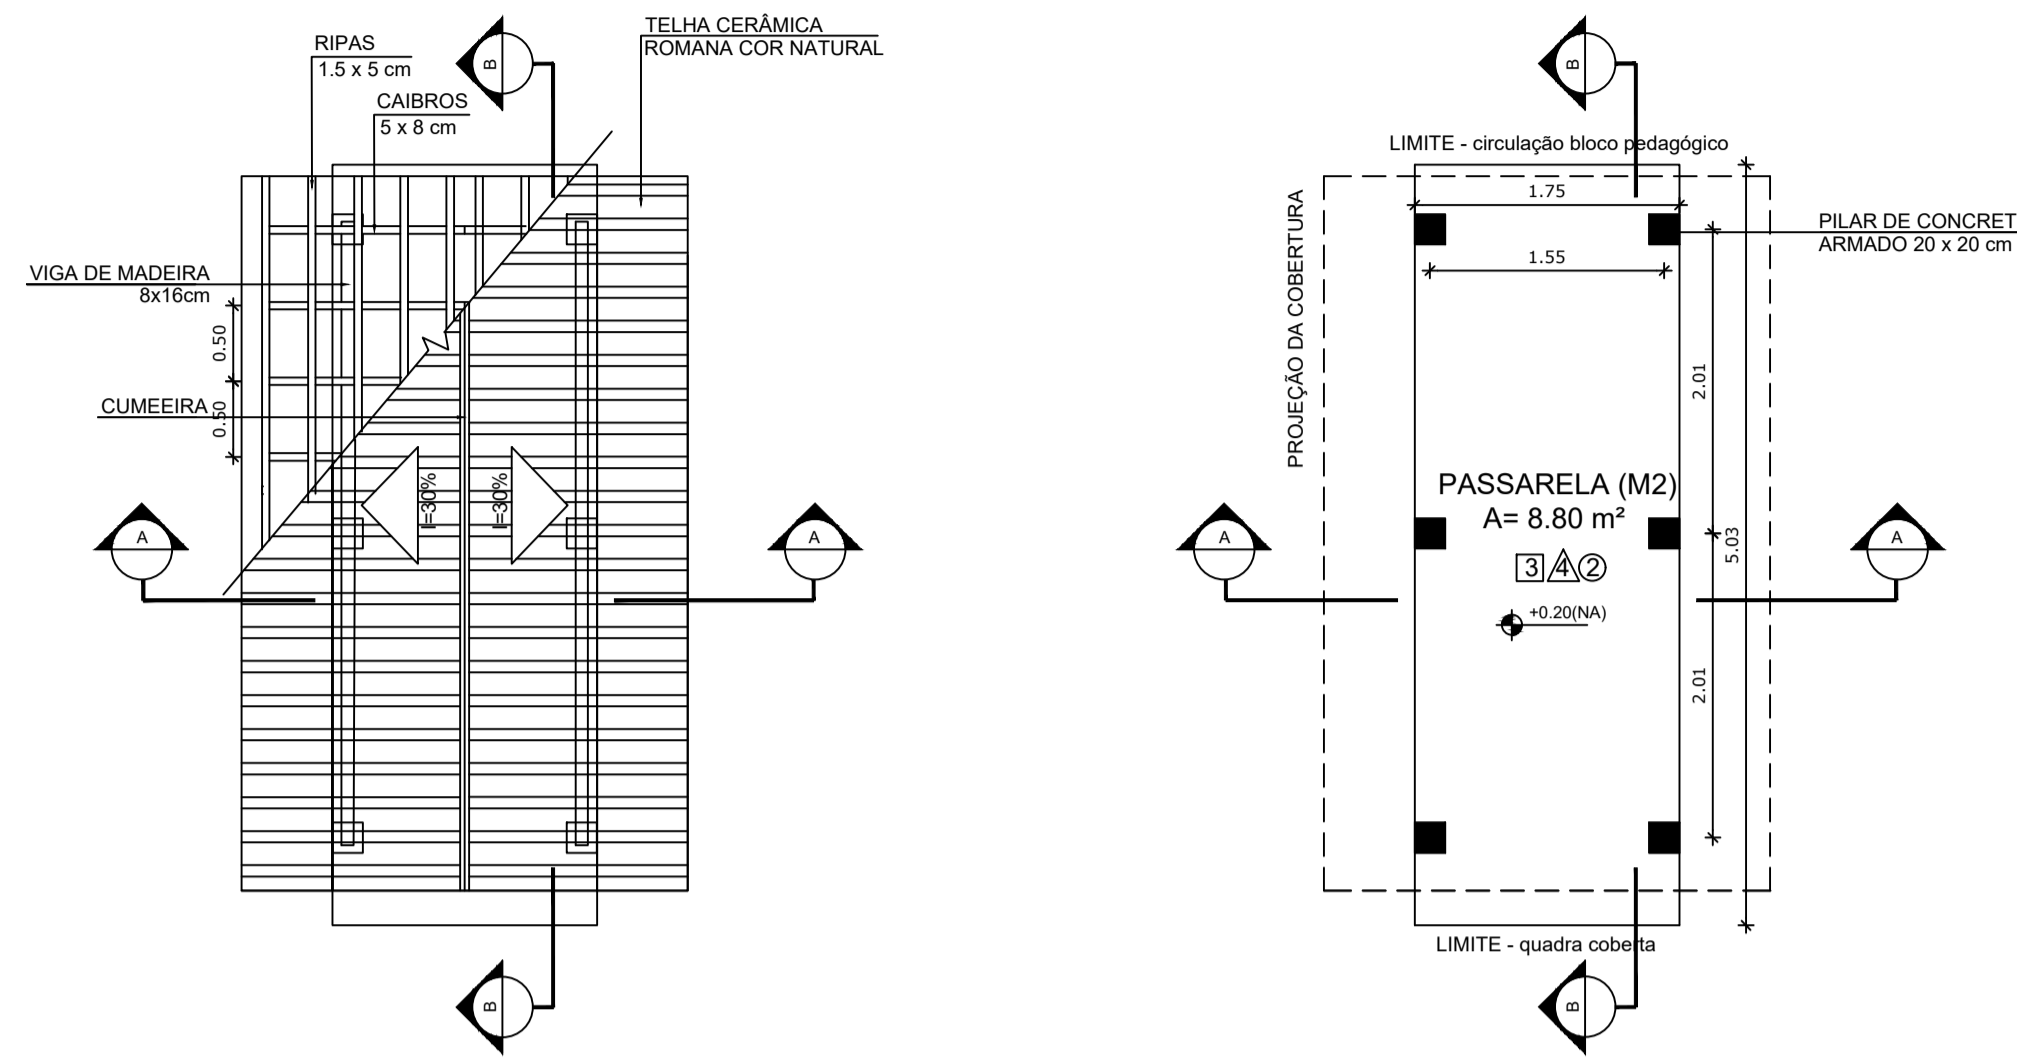 RIPAS
1.5 x 5 cm
CAIBROS
5 x 8 cm
B
TELHA CERÂMICA
ROMANA COR NATURAL
VIGA DE MADEIRA
8x16cm
0.50
0.50
CUMEEIRA
I=30%
I=30%
A
A
B
B
LIMITE - circulação bloco pedagógico
PROJEÇÃO DA COBERTURA
1.75
1.55
PILAR DE CONCRET
ARMADO 20 x 20 cm
2.01
5.03
2.01
PASSARELA (M2)
A= 8.80 m²
3 4 2
+0.20(NA)
A
A
LIMITE - quadra coberta
B